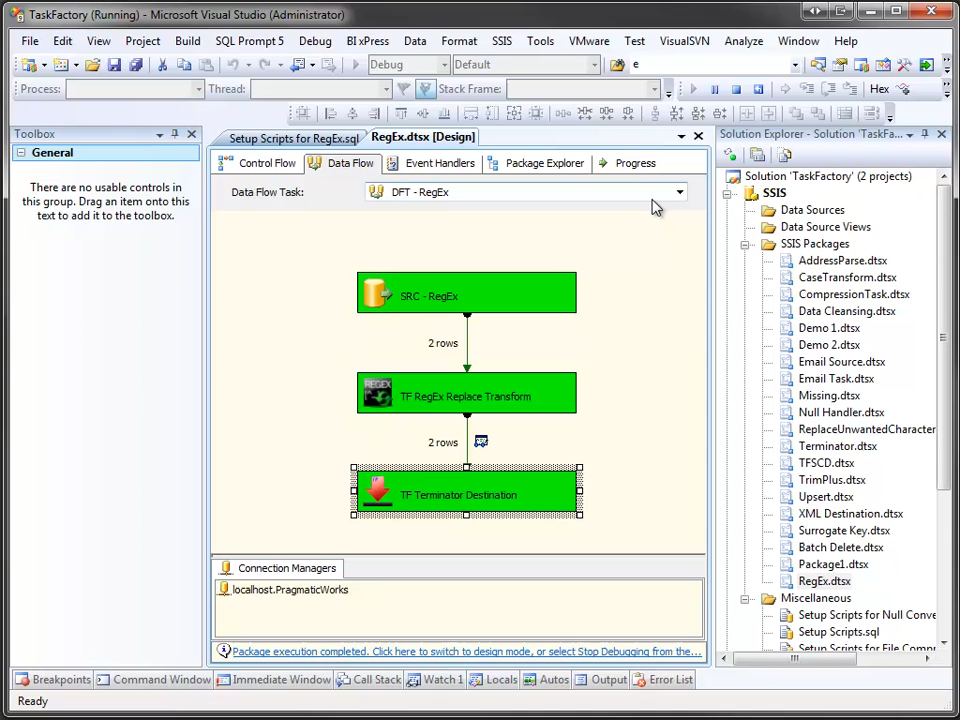 TaskFactory (Running) - Microsoft Visual Studio (Administrator)
File Edit View Project Build SQL Prompt 5 Debug BI xPress Data Format SSIS Tools VMware Test VisualSVN Analyze Window Help
Debug Default e
Process: Thread: Stack Frame: Hex
Toolbox
General
There are no usable controls in this group. Drag an item onto this text to add it to the toolbox.
Setup Scripts for RegEx.sql RegEx.dtsx [Design]
Control Flow Data Flow Event Handlers Package Explorer Progress
Data Flow Task: DFT - RegEx
SRC - RegEx
2 rows
REGEX
TF RegEx Replace Transform
2 rows
TF Terminator Destination
Connection Managers
localhost.PragmaticWorks
Package execution completed. Click here to switch to design mode, or select Stop Debugging from the...
Solution Explorer - Solution 'TaskFa...
Solution 'TaskFactory' (2 projects)
SSIS
Data Sources
Data Source Views
SSIS Packages
AddressParse.dtsx
CaseTransform.dtsx
CompressionTask.dtsx
Data Cleansing.dtsx
Demo 1.dtsx
Demo 2.dtsx
Email Source.dtsx
Email Task.dtsx
Missing.dtsx
Null Handler.dtsx
ReplaceUnwantedCharacter
Terminator.dtsx
TFSCD.dtsx
TrimPlus.dtsx
Upsert.dtsx
XML Destination.dtsx
Surrogate Key.dtsx
Batch Delete.dtsx
Package1.dtsx
RegEx.dtsx
Miscellaneous
Setup Scripts for Null Conve
Setup Scripts.sql
Setup Scripts for File Comp
Breakpoints Command Window Immediate Window Call Stack Watch 1 Locals Autos Output Error List
Ready